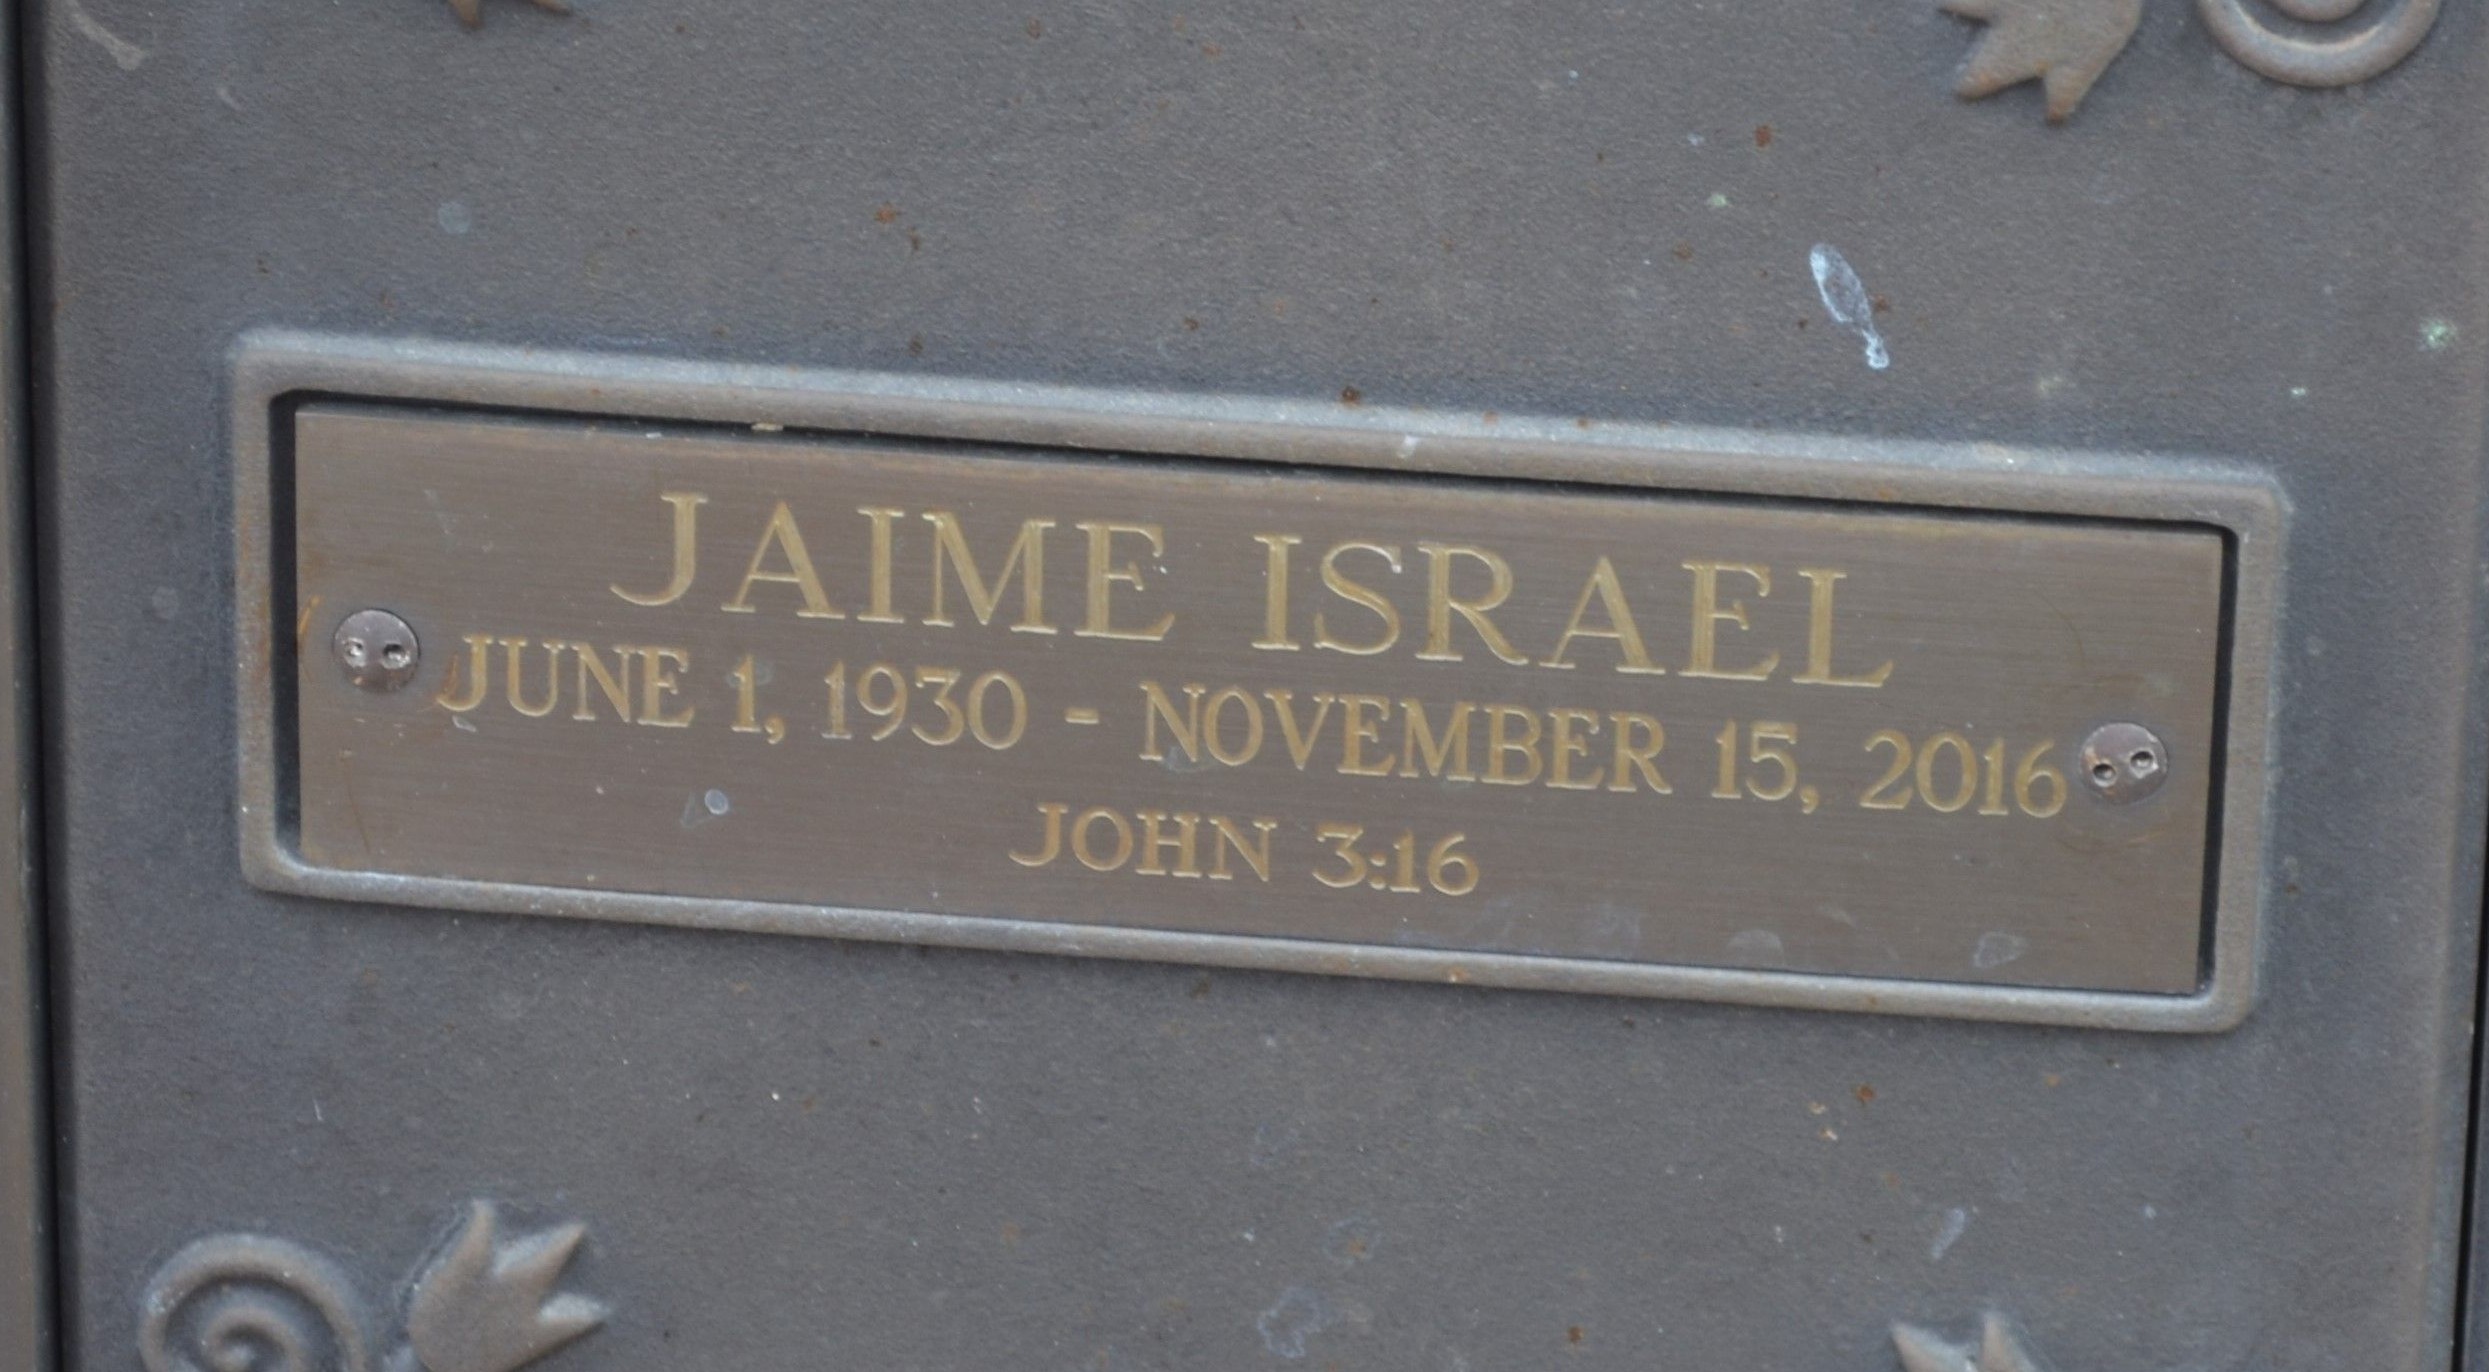 JAIME ISRAEL
JUNE 1, 1930 - NOVEMBER 15, 2016
JOHN 3:16